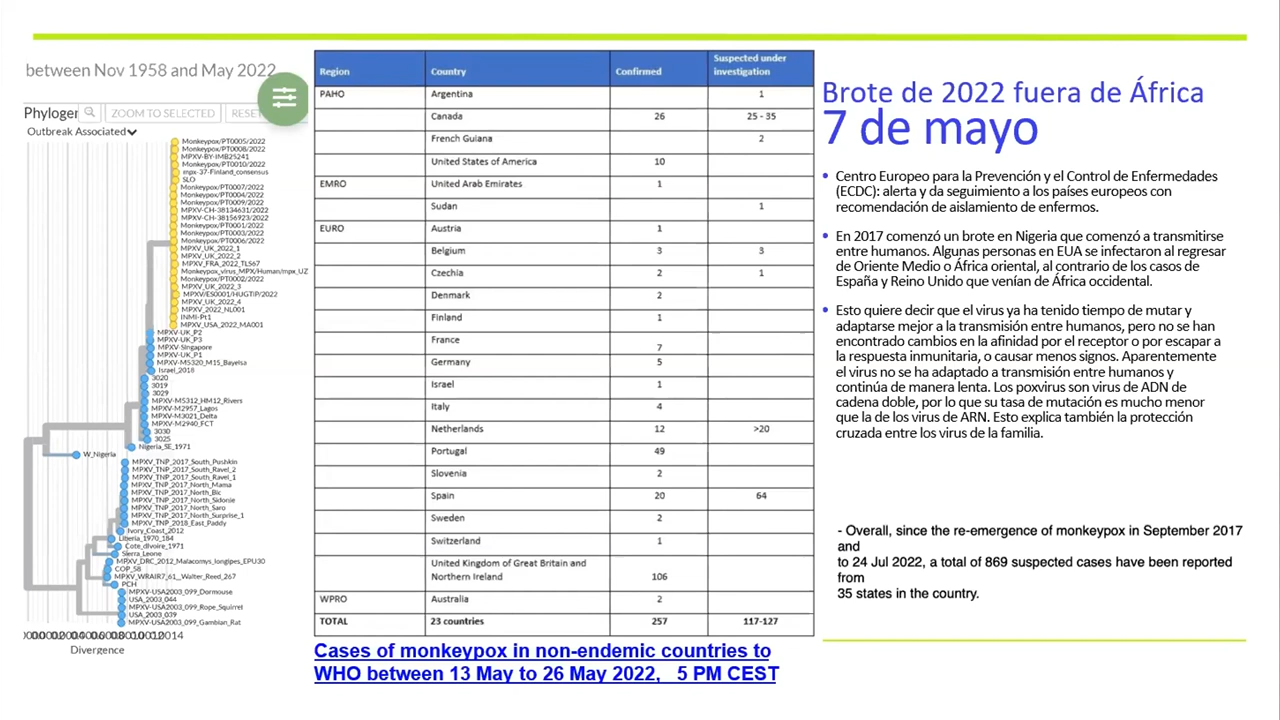 between Nov 1958 and May 2022
Phyloger
ZOOM TO SELECTED
RESE
Outbreak Associated
Monkeypox/PT0005/2022
Monkeypox/PT0008/2022
MPXV-BY-IMB25241
Monkeypox/PT0010/2022
mpx-37-Finland_consensus
SLO
Monkeypox/PT0007/2022
Monkeypox/PT0004/2022
Monkeypox/PT0009/2022
MPXV-CH-38134631/2022
MPXV-CH-38156923/2022
Monkeypox/PT0001/2022
Monkeypox/PT0003/2022
Monkeypox/PT0006/2022
MPXV_UK_2022_1
MPXV_UK_2022_2
MPXV_FRA_2022_TLS67
Monkeypox_virus_MPX/Human/mpx_UZ
Monkeypox/PT0002/2022
MPXV_UK_2022_3
MPXV/ES0001/HUGTiP/2022
MPXV_UK_2022_4
MPXV_2022_NL001
INMI-Pt1
MPXV_USA_2022_MA001
MPXV-UK_P2
MPXV-UK_P3
MPXV-Singapore
MPXV-UK_P1
MPXV-M5320_M15_Bayelsa
Israel_2018
3020
3019
3029
MPXV-M5312_HM12_Rivers
MPXV-M2957_Lagos
MPXV-M3021_Delta
MPXV-M2940_FCT
3030
3025
Nigeria_SE_1971
W_Nigeria
MPXV_TNP_2017_South_Pushkin
MPXV_TNP_2017_South_Ravel_2
MPXV_TNP_2017_South_Ravel_1
MPXV_TNP_2017_North_Mama
MPXV_TNP_2017_North_Bic
MPXV_TNP_2017_North_Sidonie
MPXV_TNP_2017_North_Saro
MPXV_TNP_2017_North_Surprise_1
MPXV_TNP_2018_East_Paddy
Ivory_Coast_2012
Liberia_1970_184
Cote_dIvoire_1971
Sierra_Leone
MPXV_DRC_2012_Malacomys_longipes_EPU30
COP_58
MPXV_WRAIR7_61__Walter_Reed_267
PCH
MPXV-USA2003_099_Dormouse
USA_2003_044
MPXV-USA2003_099_Rope_Squirrel
USA_2003_039
MPXV-USA2003_099_Gambian_Rat
Divergence
Region Country Confirmed Suspected under investigation
PAHO Argentina 1
Canada 26 25 - 35
French Guiana 2
United States of America 10
EMRO United Arab Emirates 1
Sudan 1
EURO Austria 1
Belgium 3 3
Czechia 2 1
Denmark 2
Finland 1
France 7
Germany 5
Israel 1
Italy 4
Netherlands 12 >20
Portugal 49
Slovenia 2
Spain 20 64
Sweden 2
Switzerland 1
United Kingdom of Great Britain and
Northern Ireland 106
WPRO Australia 2
TOTAL 23 countries 257 117-127
Cases of monkeypox in non-endemic countries to
WHO between 13 May to 26 May 2022, 5 PM CEST
Brote de 2022 fuera de África
7 de mayo
• Centro Europeo para la Prevención y el Control de Enfermedades
(ECDC): alerta y da seguimiento a los países europeos con
recomendación de aislamiento de enfermos.
• En 2017 comenzó un brote en Nigeria que comenzó a transmitirse
entre humanos. Algunas personas en EUA se infectaron al regresar
de Oriente Medio o África oriental, al contrario de los casos de
España y Reino Unido que venían de África occidental.
• Esto quiere decir que el virus ya ha tenido tiempo de mutar y
adaptarse mejor a la transmisión entre humanos, pero no se han
encontrado cambios en la afinidad por el receptor o por escapar a
la respuesta inmunitaria, o causar menos signos. Aparentemente
el virus no se ha adaptado a transmisión entre humanos y
continúa de manera lenta. Los poxvirus son virus de ADN de
cadena doble, por lo que su tasa de mutación es mucho menor
que la de los virus de ARN. Esto explica también la protección
cruzada entre los virus de la familia.
- Overall, since the re-emergence of monkeypox in September 2017
and
to 24 Jul 2022, a total of 869 suspected cases have been reported
from
35 states in the country.